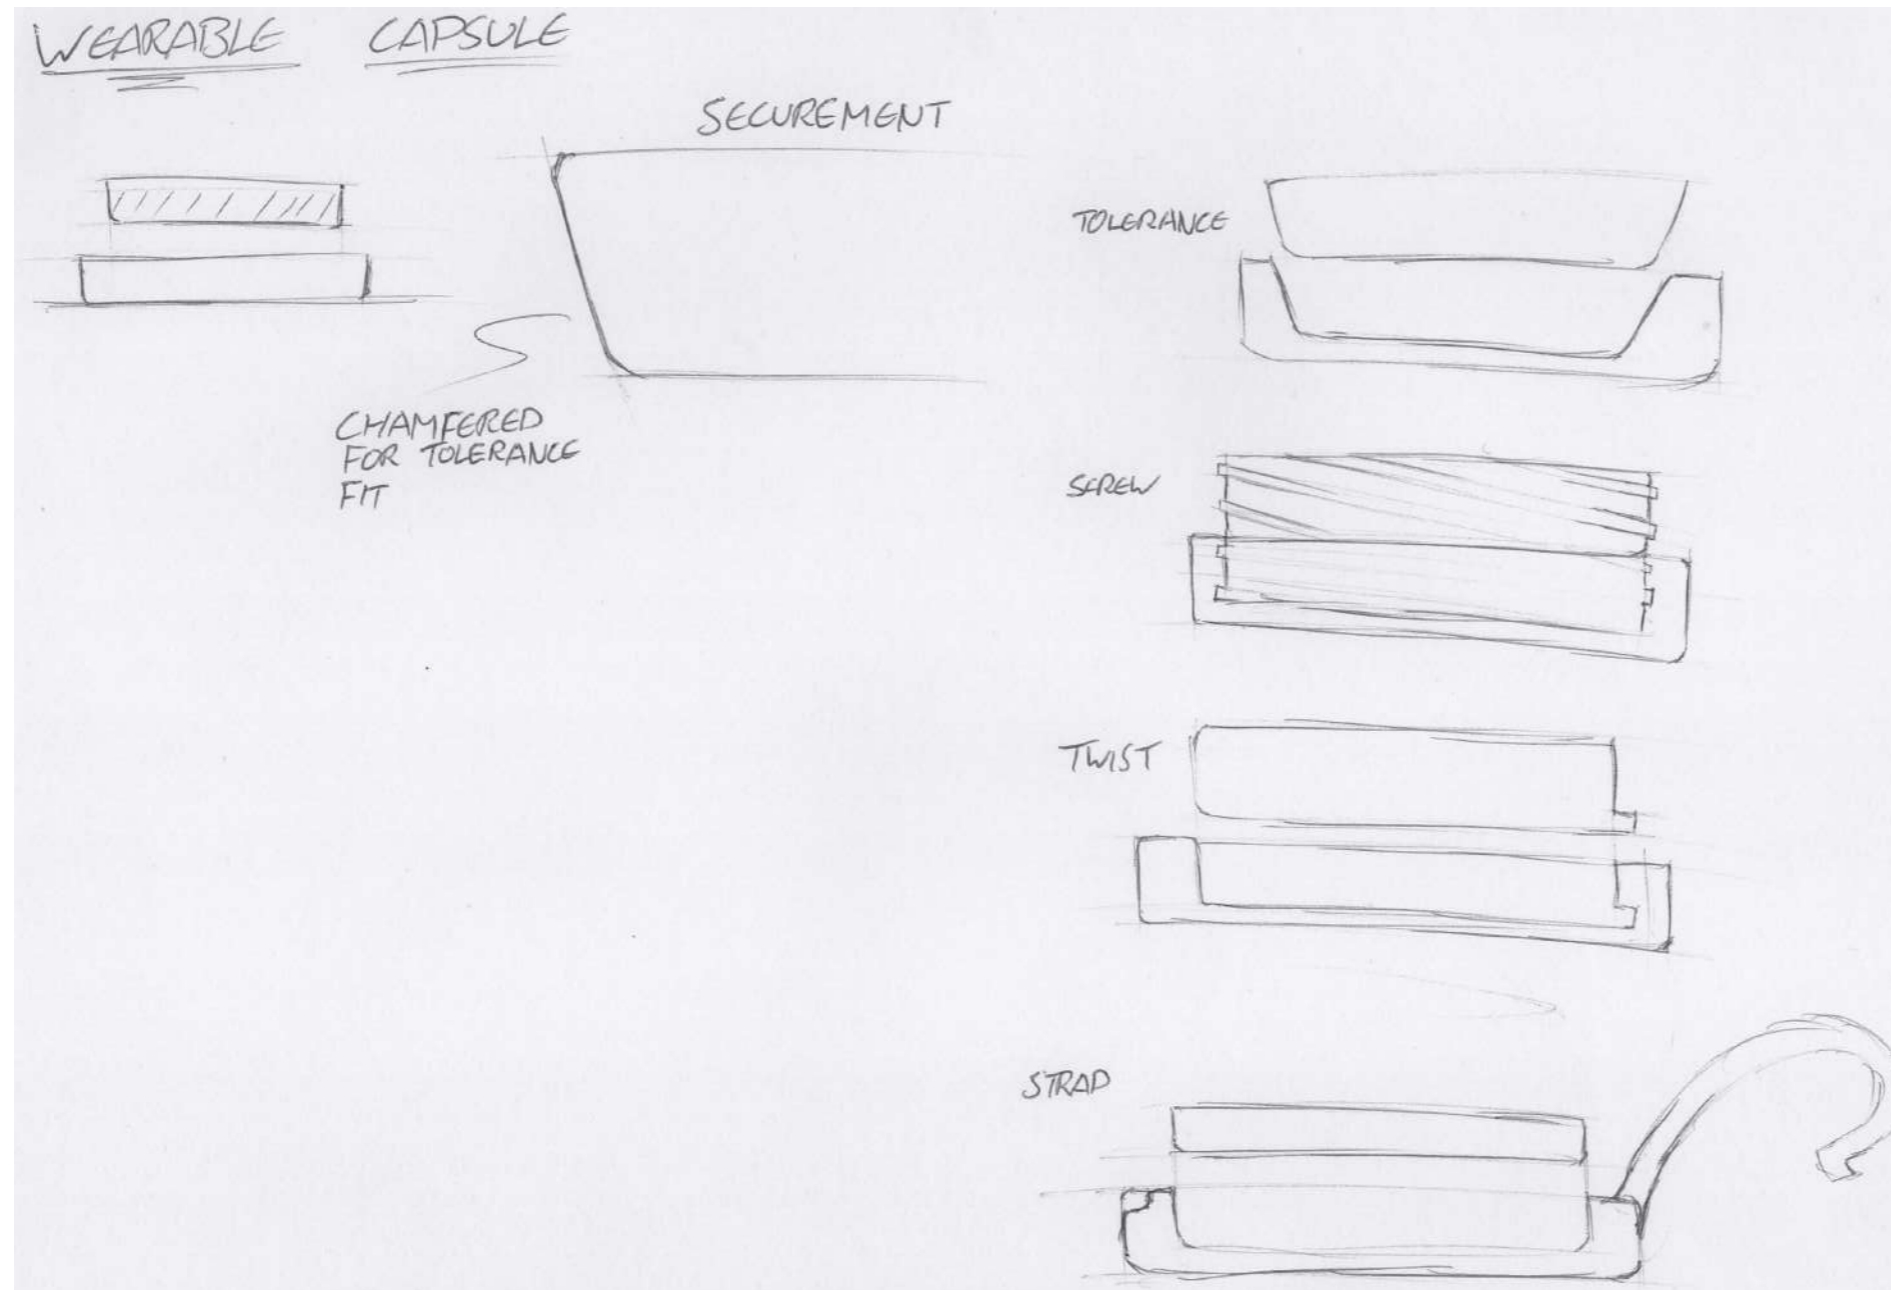 WEARABLE CAPSULE
SECUREMENT
CHAMFERED
FOR TOLERANCE
FIT
TOLERANCE
SCREW
TWIST
STRAP